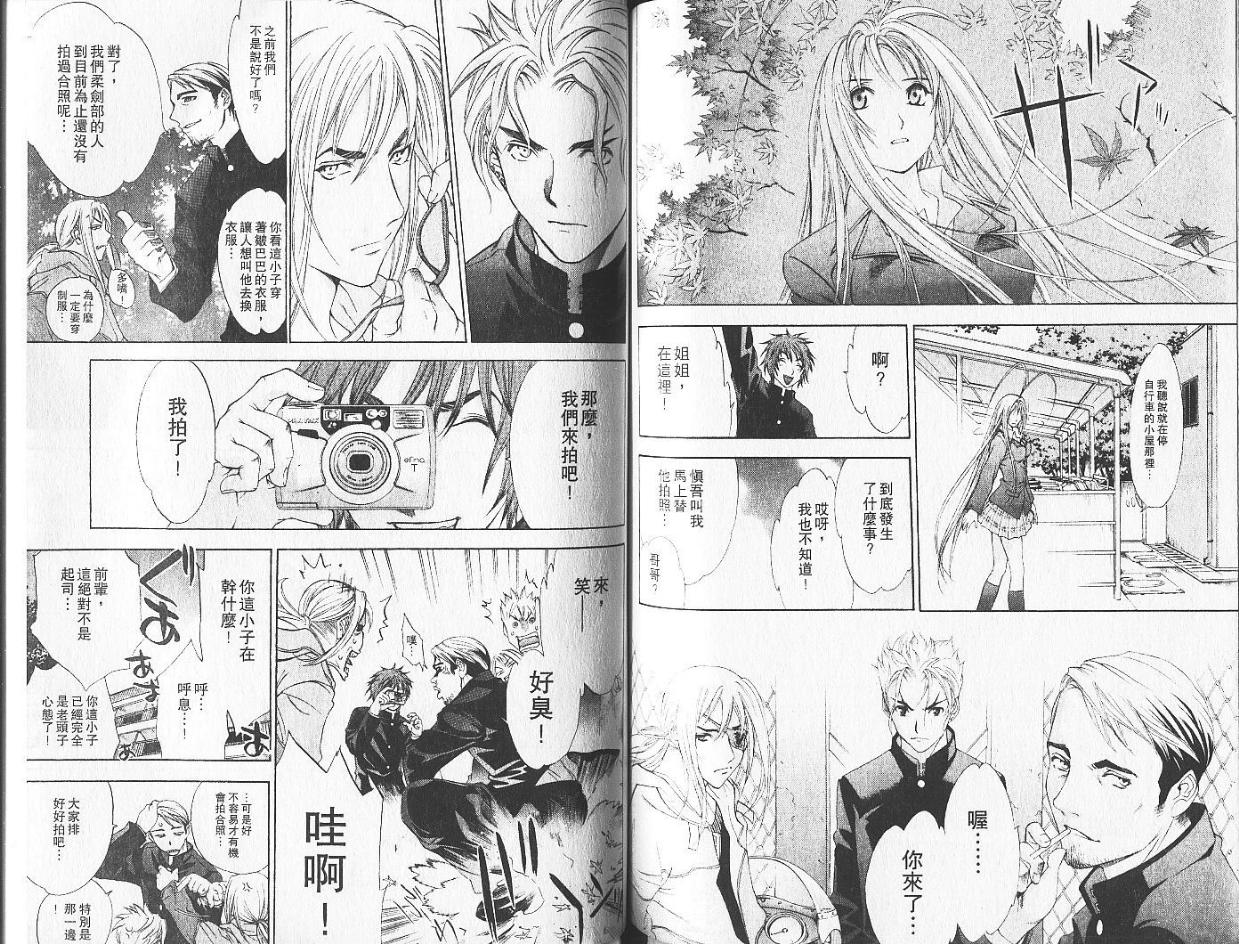 ザァッ
我聽說就在停
自行車的小屋那裡…
啊？
姐姐，
在這裡！
到底發生
了什麼事？
哎呀，
我也不知道！
愼吾叫我
馬上替
他拍照…
哥哥？
喔……
你來了…
之前我們
不是說好了嗎？
對了，
我們柔劍部的人
到目前為止還沒有
拍過合照呢…
你看這小子穿
著皺巴巴的衣服，
讓人想叫他去換
衣服…
多嘴！
為什麼
一定要穿
制服…
那麼，
我們來拍吧！
我拍了！
來，
笑──
噗…
好臭！
哇啊！
你這小子在
幹什麼！
呼…
呼息…！
前輩，
這絕對不是
起司…
你這小子
已經完全
是老頭子
心態了！
…可是好
不容易才有機
會拍合照…
大家排
好好拍吧…
特別是
那一邊
！